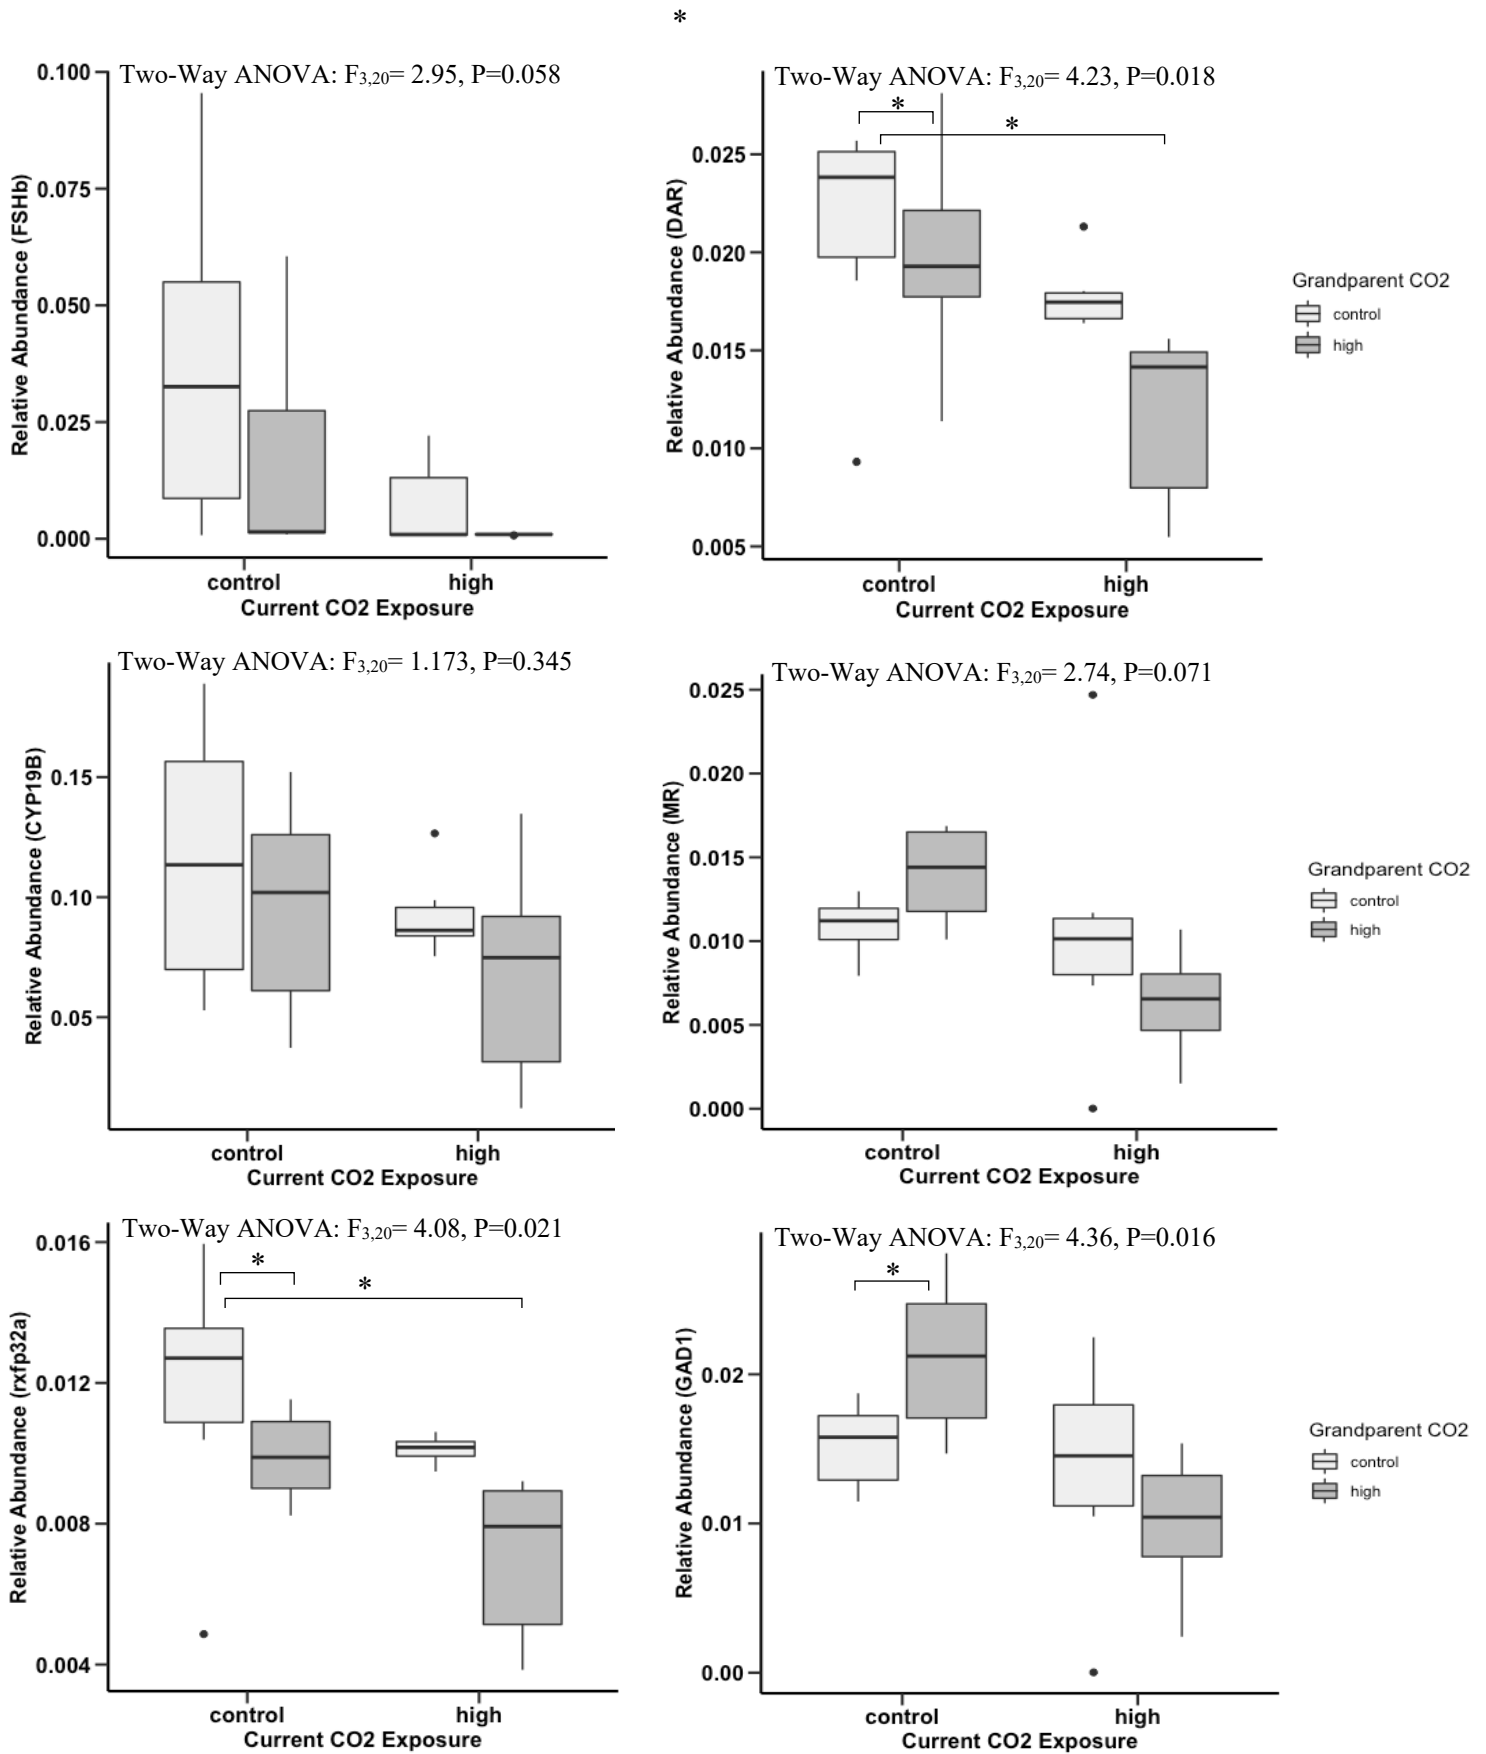 *
Two-Way ANOVA: F3,20= 2.95, P=0.058
0.100
0.075
0.050
0.025
0.000
Relative Abundance (FSHb)
control
high
Current CO2 Exposure
Two-Way ANOVA: F3,20= 4.23, P=0.018
*
*
0.025
0.020
0.015
0.010
0.005
Relative Abundance (DAR)
control
high
Current CO2 Exposure
Grandparent CO2
control
high
Two-Way ANOVA: F3,20= 1.173, P=0.345
0.15
0.10
0.05
Relative Abundance (CYP19B)
control
high
Current CO2 Exposure
Two-Way ANOVA: F3,20= 2.74, P=0.071
0.025
0.020
0.015
0.010
0.005
0.000
Relative Abundance (MR)
control
high
Current CO2 Exposure
Grandparent CO2
control
high
Two-Way ANOVA: F3,20= 4.08, P=0.021
*
*
0.016
0.012
0.008
0.004
Relative Abundance (rxfp32a)
control
high
Current CO2 Exposure
Two-Way ANOVA: F3,20= 4.36, P=0.016
*
0.02
0.01
0.00
Relative Abundance (GAD1)
control
high
Current CO2 Exposure
Grandparent CO2
control
high